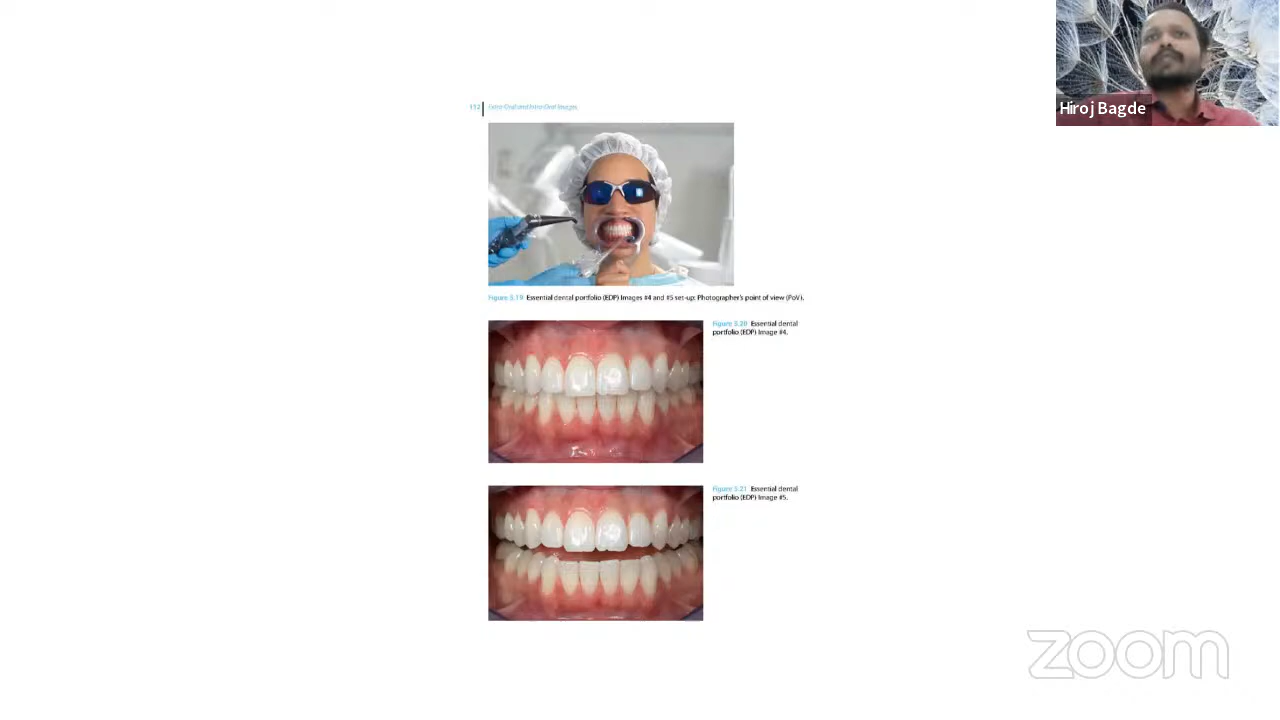 Hiroj Bagde
132 Extra-Oral and Intra-Oral Images
Figure 5.19 Essential dental portfolio (EDP) Images #4 and #5 set-up: Photographer's point of view (PoV).
Figure 5.20 Essential dental
portfolio (EDP) Image #4.
Figure 5.21 Essential dental
portfolio (EDP) Image #5.
zoom